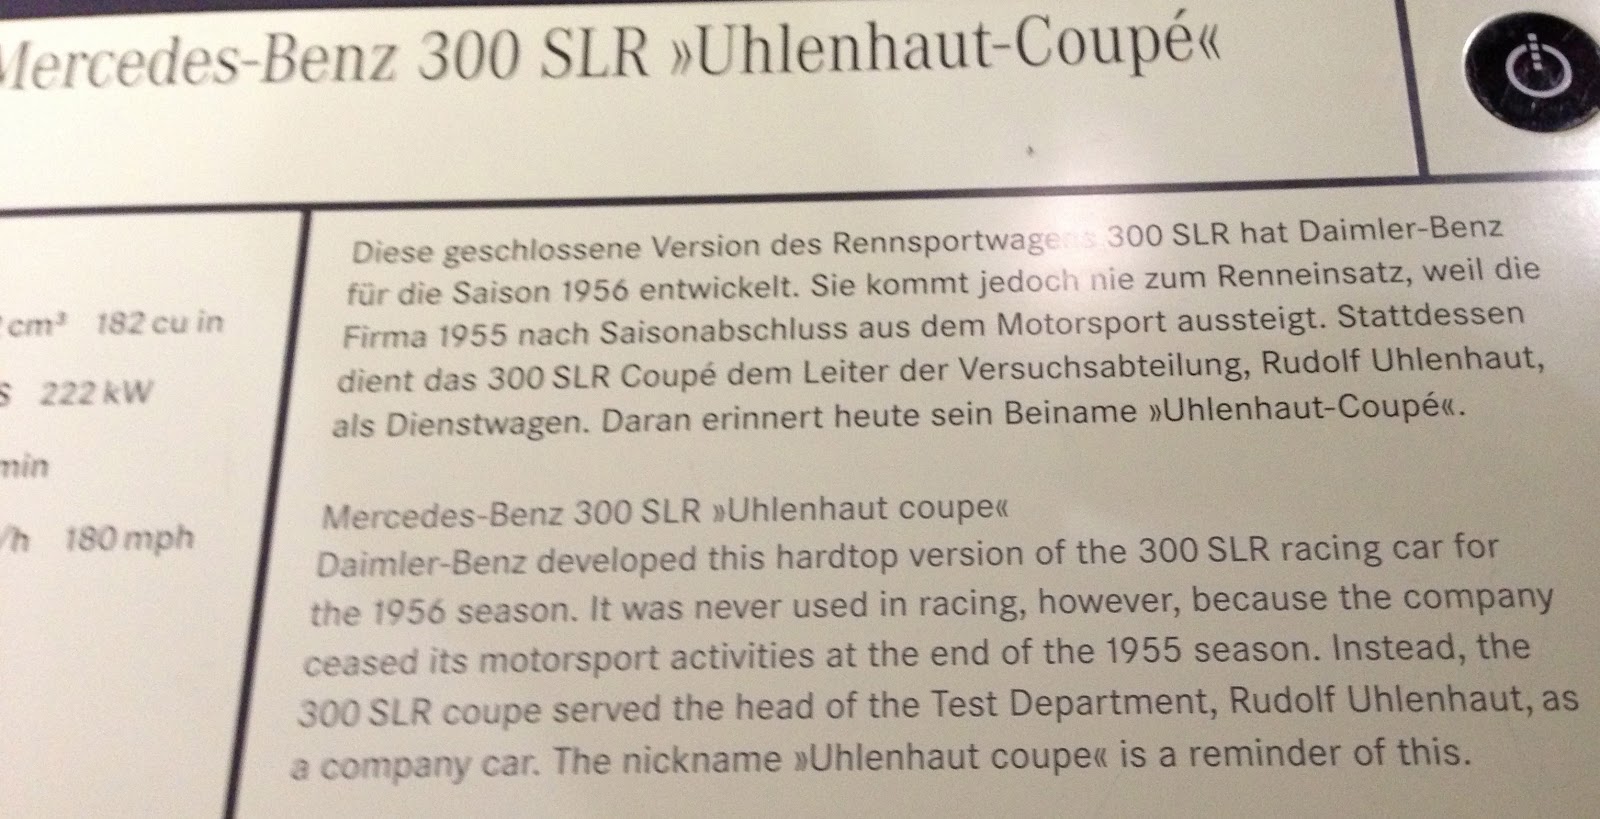 Mercedes-Benz 300 SLR »Uhlenhaut-Coupé«
cm³ 182 cu in
S 222 kW
min
/h 180 mph
Diese geschlossene Version des Rennsportwagens 300 SLR hat Daimler-Benz
für die Saison 1956 entwickelt. Sie kommt jedoch nie zum Renneinsatz, weil die
Firma 1955 nach Saisonabschluss aus dem Motorsport aussteigt. Stattdessen
dient das 300 SLR Coupé dem Leiter der Versuchsabteilung, Rudolf Uhlenhaut,
als Dienstwagen. Daran erinnert heute sein Beiname »Uhlenhaut-Coupé«.
Mercedes-Benz 300 SLR »Uhlenhaut coupe«
Daimler-Benz developed this hardtop version of the 300 SLR racing car for
the 1956 season. It was never used in racing, however, because the company
ceased its motorsport activities at the end of the 1955 season. Instead, the
300 SLR coupe served the head of the Test Department, Rudolf Uhlenhaut, as
a company car. The nickname »Uhlenhaut coupe« is a reminder of this.